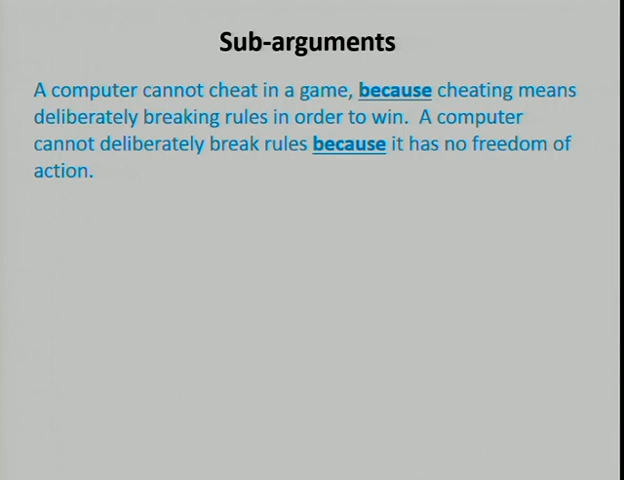 Sub-arguments
A computer cannot cheat in a game, because cheating means
deliberately breaking rules in order to win.  A computer
cannot deliberately break rules because it has no freedom of
action.